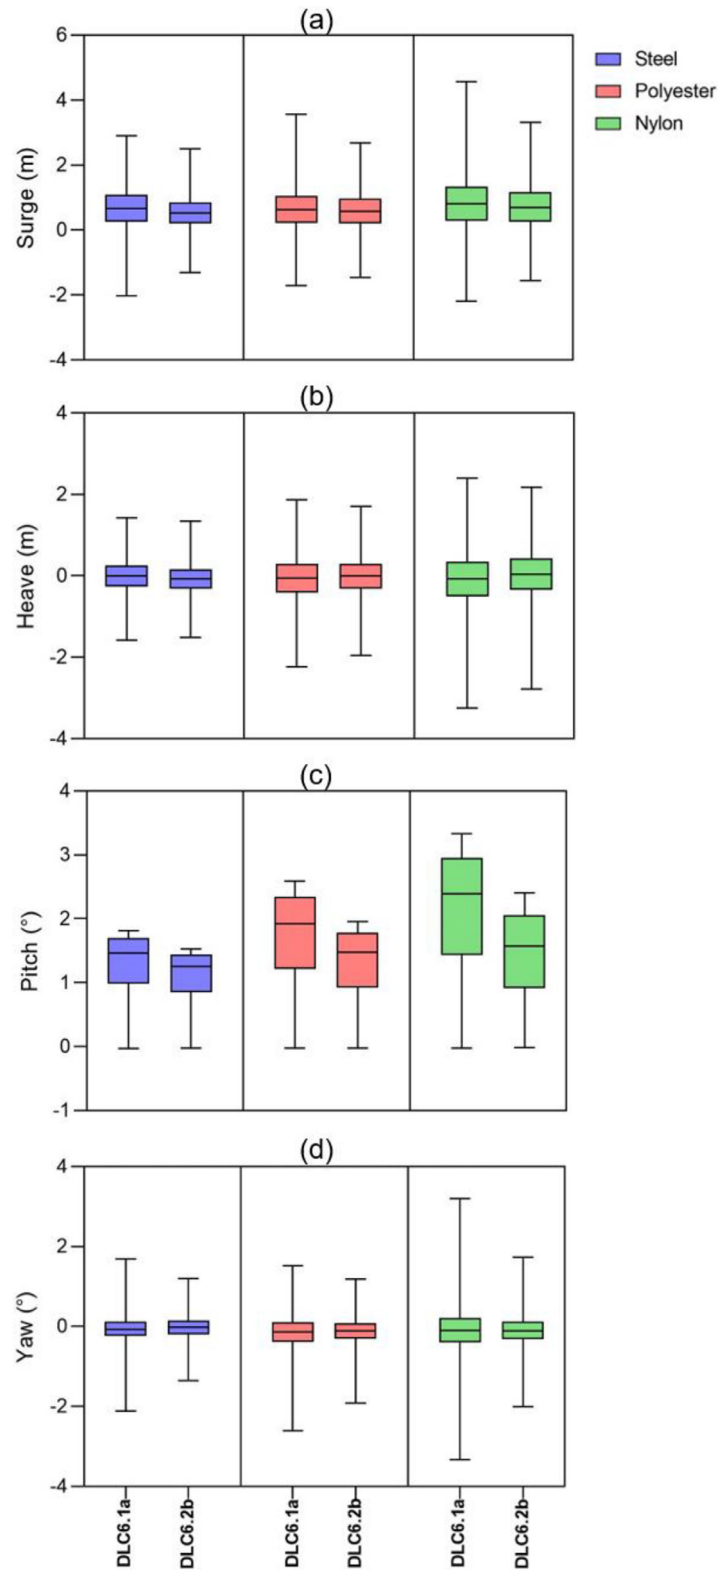 (a)
6
4
2
0
-2
-4
Surge (m)
Steel
Polyester
Nylon
(b)
4
2
0
-2
-4
Heave (m)
(c)
4
3
2
1
0
-1
Pitch (°)
(d)
4
2
0
-2
-4
Yaw (°)
DLC6.1a
DLC6.2b
DLC6.1a
DLC6.2b
DLC6.1a
DLC6.2b